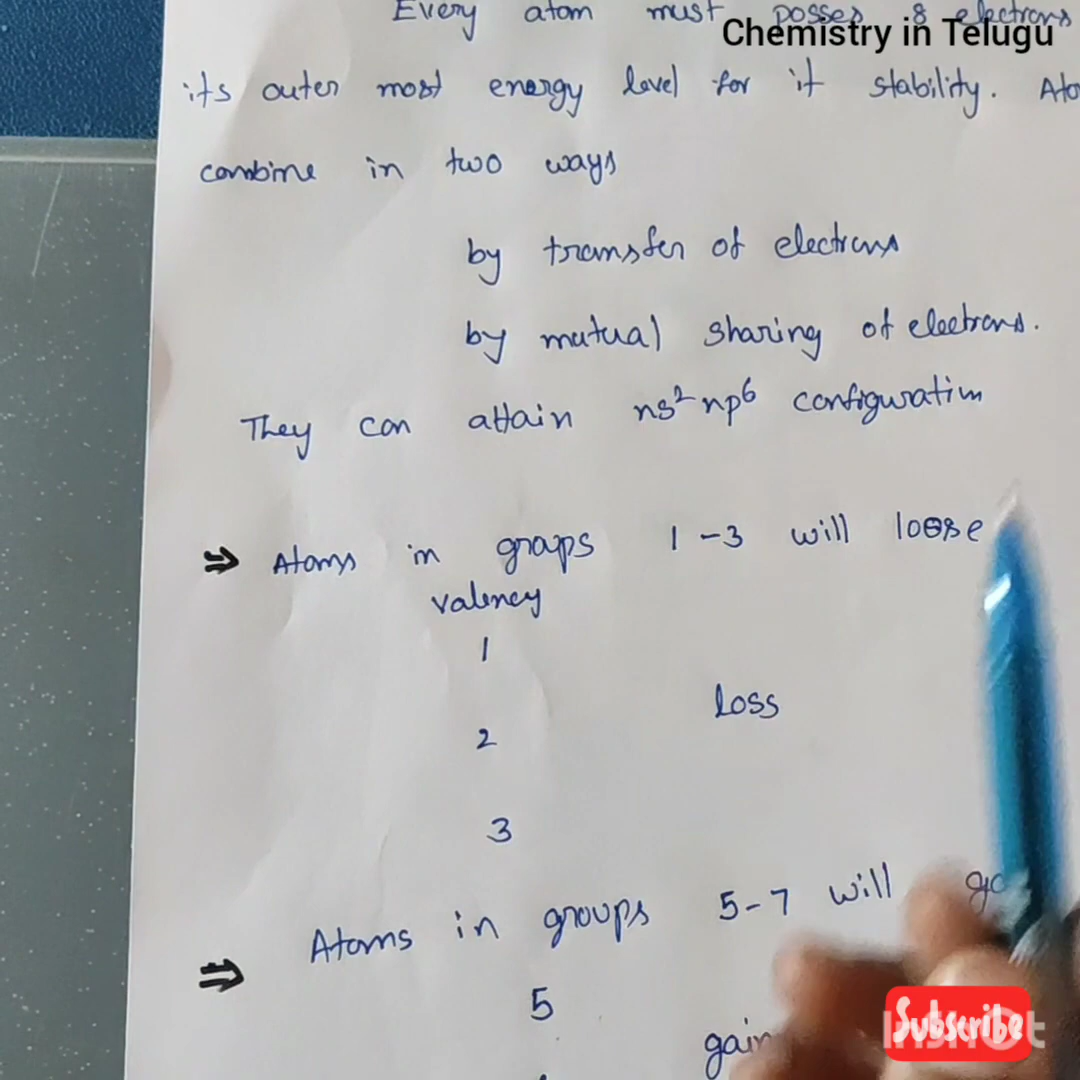 Every atom must posses 8 electrons
Chemistry in Telugu
its outer most energy level for it stability. Ato
combine in two ways
by transfer of electrons
by mutual sharing of electrons.
They can attain ns² np⁶ configuration
⇒ Atoms in groups 1-3 will loose
valency
1
loss
2
3
⇒ Atoms in groups 5-7 will
5
gain
Subscribe